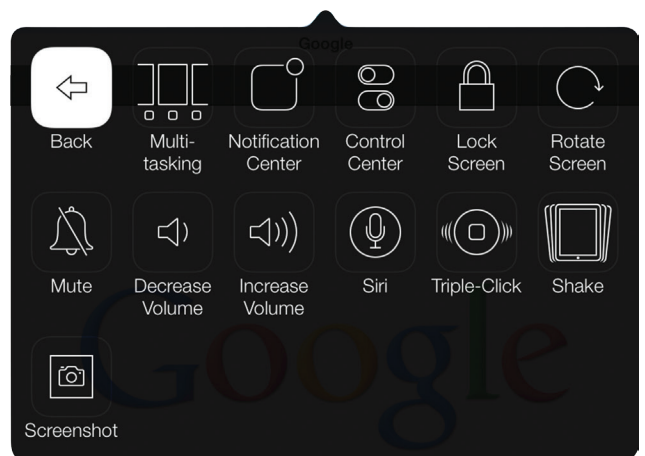 Google
Back
Multi-
tasking
Notification
Center
Control
Center
Lock
Screen
Rotate
Screen
Mute
Decrease
Volume
Increase
Volume
Siri
Triple-Click
Shake
Google
Screenshot